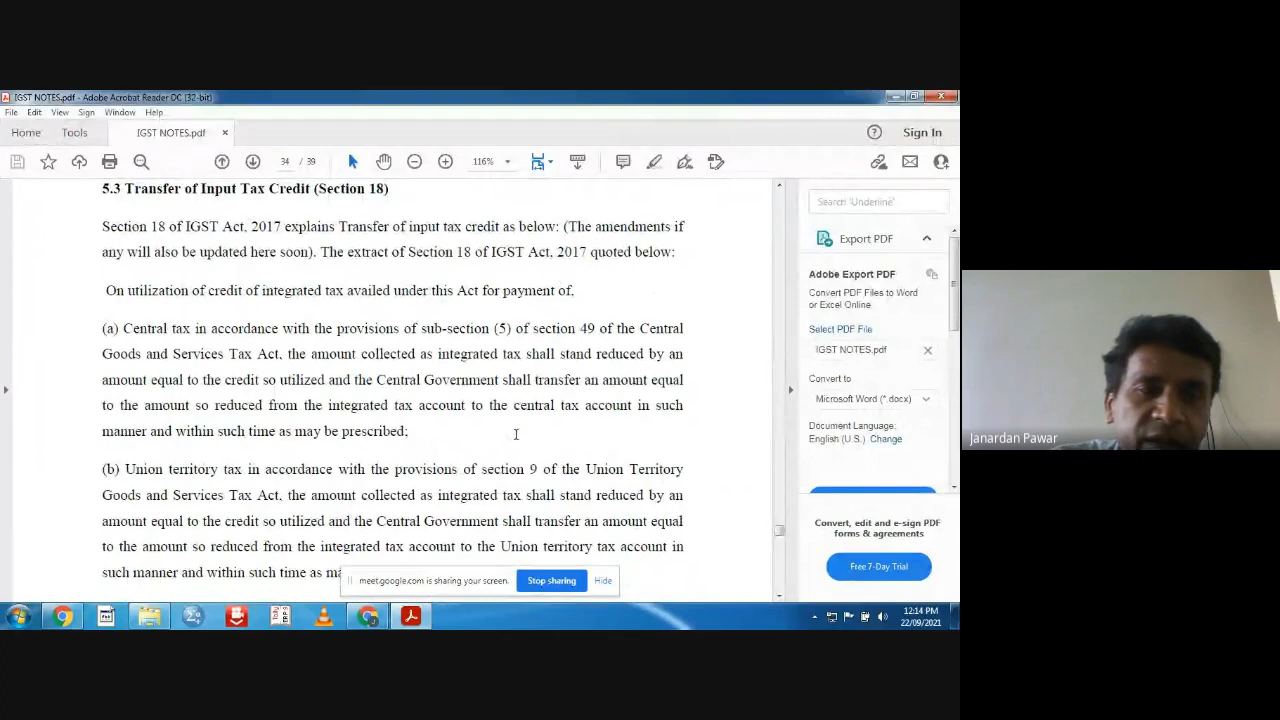 IGST NOTES.pdf - Adobe Acrobat Reader DC (32-bit)
File Edit View Sign Window Help
Home Tools IGST NOTES.pdf × Sign In
34 / 39 116%
5.3 Transfer of Input Tax Credit (Section 18)
Section 18 of IGST Act, 2017 explains Transfer of input tax credit as below: (The amendments if
any will also be updated here soon). The extract of Section 18 of IGST Act, 2017 quoted below:
On utilization of credit of integrated tax availed under this Act for payment of,
(a) Central tax in accordance with the provisions of sub-section (5) of section 49 of the Central
Goods and Services Tax Act, the amount collected as integrated tax shall stand reduced by an
amount equal to the credit so utilized and the Central Government shall transfer an amount equal
to the amount so reduced from the integrated tax account to the central tax account in such
manner and within such time as may be prescribed;
(b) Union territory tax in accordance with the provisions of section 9 of the Union Territory
Goods and Services Tax Act, the amount collected as integrated tax shall stand reduced by an
amount equal to the credit so utilized and the Central Government shall transfer an amount equal
to the amount so reduced from the integrated tax account to the Union territory tax account in
such manner and within such time as
meet.google.com is sharing your screen. Stop sharing Hide
Search 'Underline'
Export PDF
Adobe Export PDF
Convert PDF Files to Word
or Excel Online
Select PDF File
IGST NOTES.pdf
Convert to
Microsoft Word (*.docx)
Document Language:
English (U.S.) Change
Convert, edit and e-sign PDF
forms & agreements
Free 7-Day Trial
12:14 PM
22/09/2021
Janardan Pawar